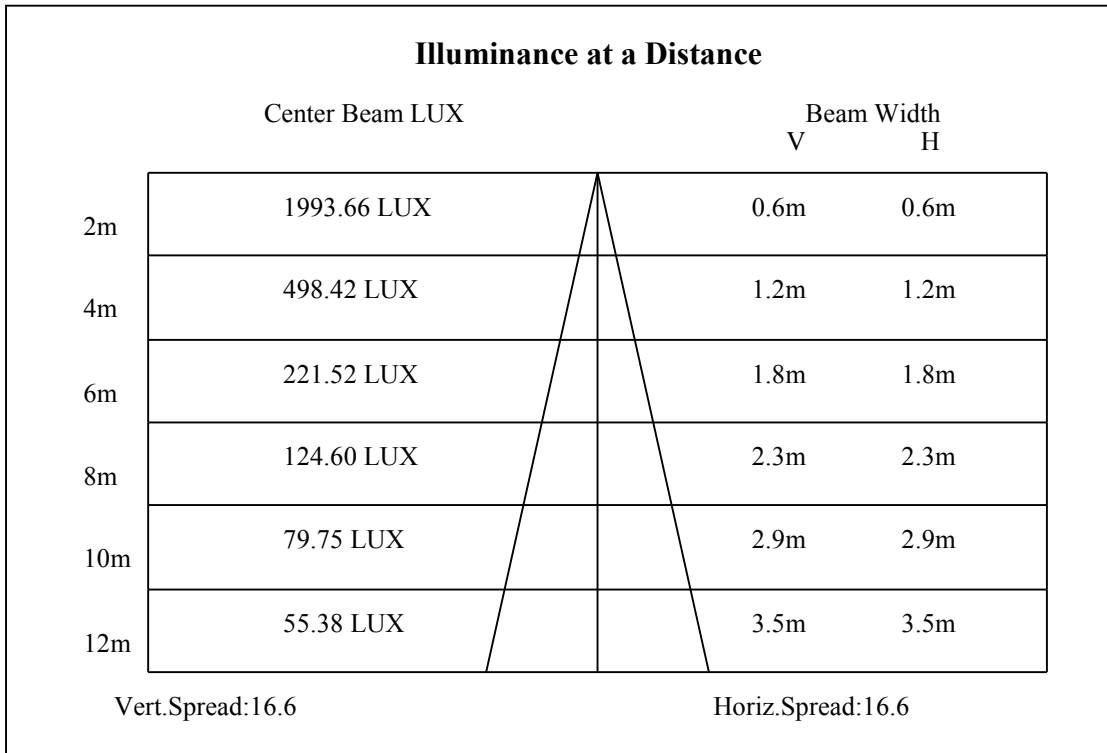 Illuminance at a Distance
Center Beam LUX Beam Width
V H
2m 1993.66 LUX 0.6m 0.6m
4m 498.42 LUX 1.2m 1.2m
6m 221.52 LUX 1.8m 1.8m
8m 124.60 LUX 2.3m 2.3m
10m 79.75 LUX 2.9m 2.9m
12m 55.38 LUX 3.5m 3.5m
Vert.Spread:16.6 Horiz.Spread:16.6